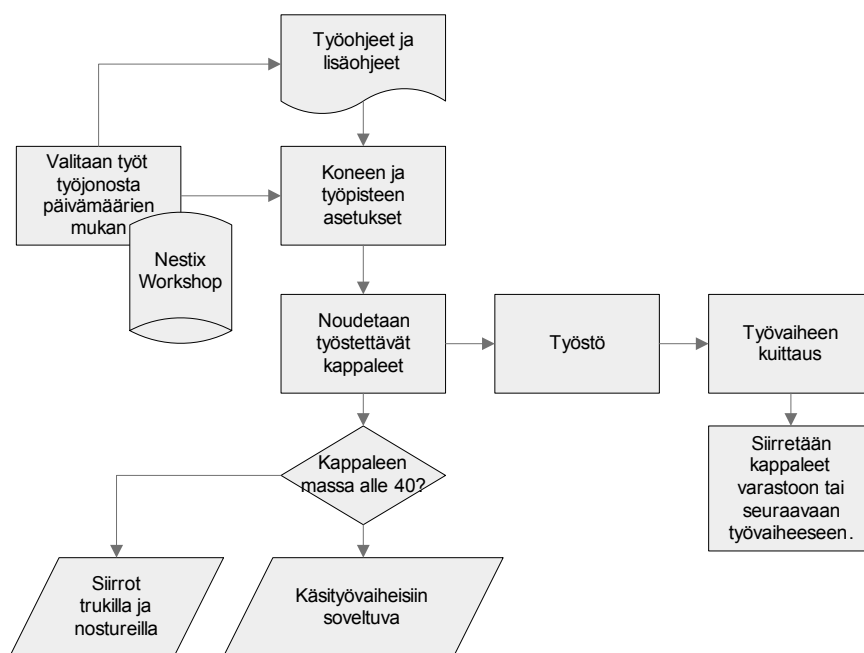 Työohjeet ja
lisäohjeet
Valitaan työt
työjonosta
päivämäärien
mukan
Nestix
Workshop
Koneen ja
työpisteen
asetukset
Noudetaan
työstettävät
kappaleet
Työstö
Työvaiheen
kuittaus
Kappaleen
massa alle 40?
Siirretään
kappaleet
varastoon tai
seuraavaan
työvaiheeseen.
Siirrot
trukilla ja
nostureilla
Käsityövaiheisiin
soveltuva